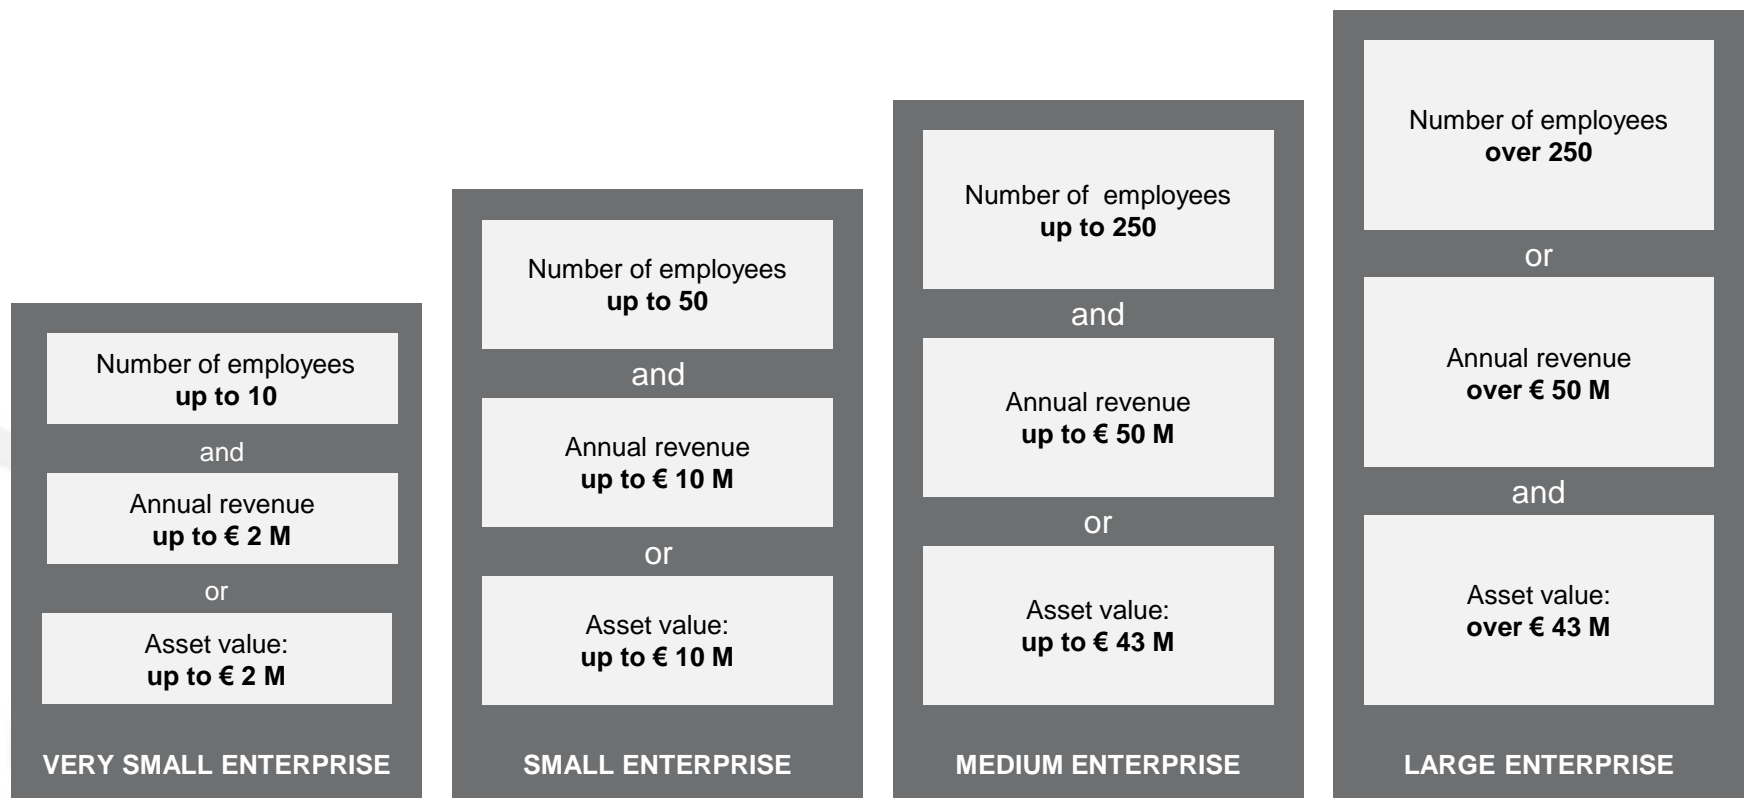 Number of employees
up to 10
and
Annual revenue
up to € 2 M
or
Asset value:
up to € 2 M
VERY SMALL ENTERPRISE
Number of employees
up to 50
and
Annual revenue
up to € 10 M
or
Asset value:
up to € 10 M
SMALL ENTERPRISE
Number of employees
up to 250
and
Annual revenue
up to € 50 M
or
Asset value:
up to € 43 M
MEDIUM ENTERPRISE
Number of employees
over 250
or
Annual revenue
over € 50 M
and
Asset value:
over € 43 M
LARGE ENTERPRISE